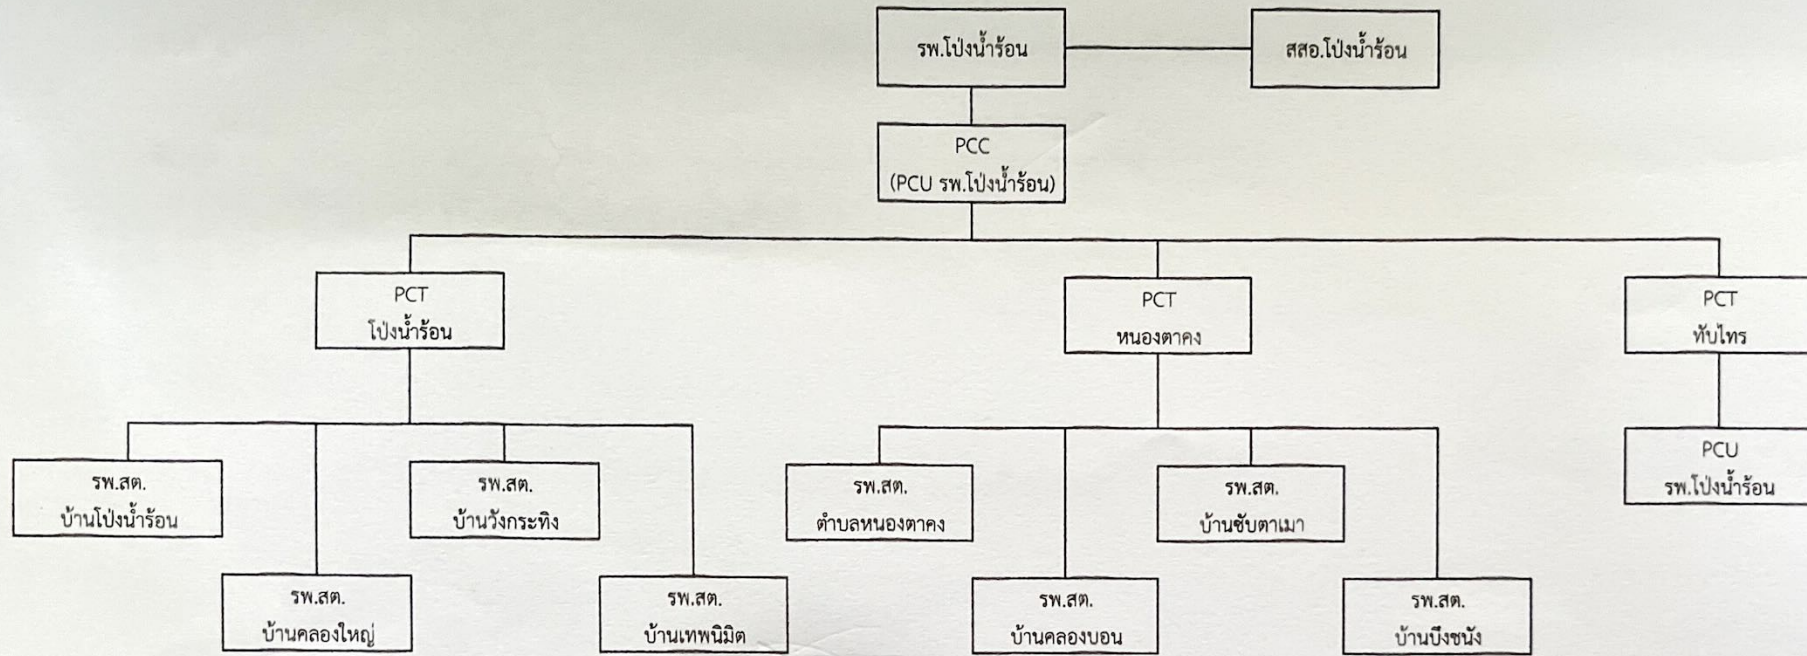 รพ.โป่งน้ำร้อน
สสอ.โป่งน้ำร้อน
PCC
(PCU รพ.โป่งน้ำร้อน)
PCT
โป่งน้ำร้อน
PCT
หนองตาคง
PCT
ทับไทร
รพ.สต.
บ้านโป่งน้ำร้อน
รพ.สต.
บ้านวังกระทิง
รพ.สต.
ตำบลหนองตาคง
รพ.สต.
บ้านซับตาเมา
PCU
รพ.โป่งน้ำร้อน
รพ.สต.
บ้านคลองใหญ่
รพ.สต.
บ้านเทพนิมิต
รพ.สต.
บ้านคลองบอน
รพ.สต.
บ้านบึงชนัง